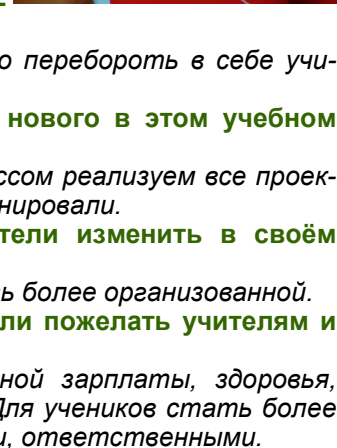 о перебороть в себе учи-
нового в этом учебном
ссом реализуем все проек-
нировали.
тели изменить в своём
ь более организованной.
ли пожелать учителям и
ной зарплаты, здоровья,
Для учеников стать более
и, ответственными.